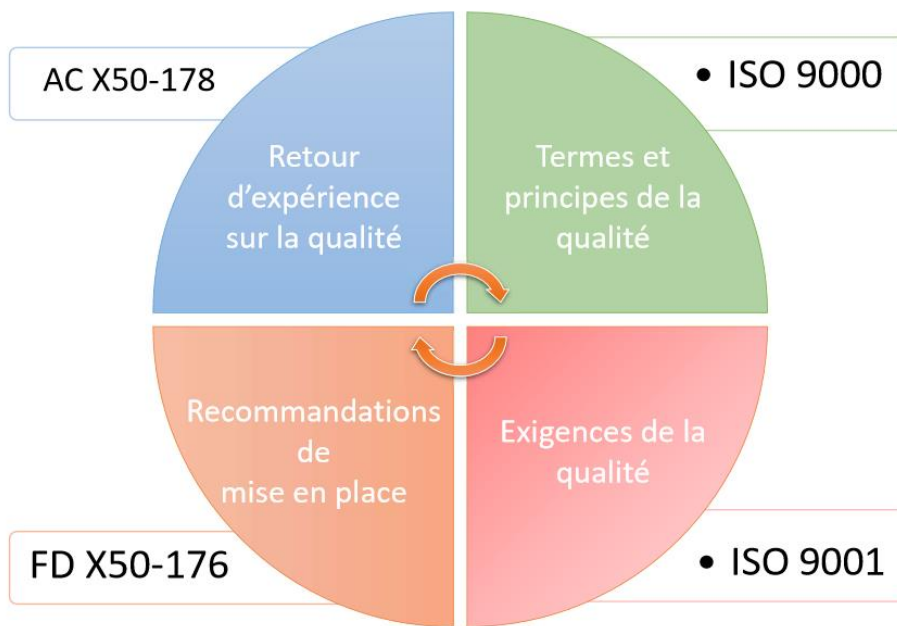 AC X50-178
• ISO 9000
Retour
d’expérience
sur la qualité
Termes et
principes de la
qualité
Recommandations
de
mise en place
Exigences de la
qualité
FD X50-176
• ISO 9001